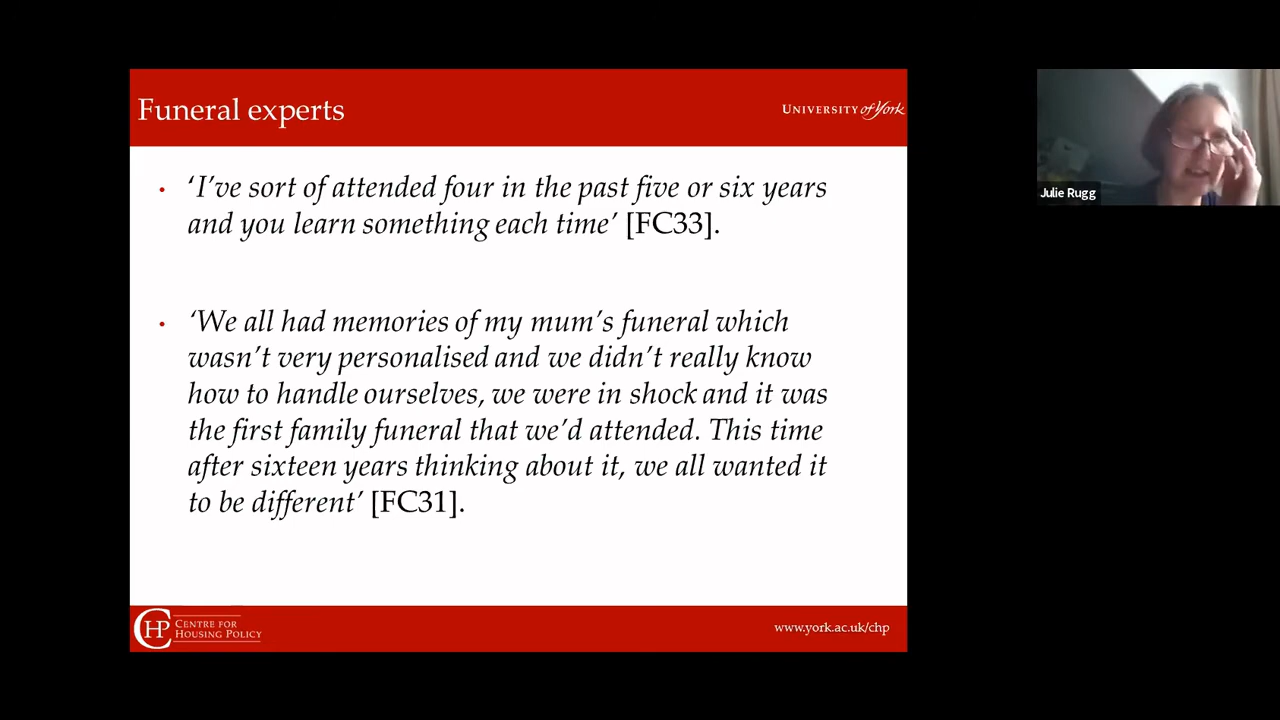 Funeral experts
UNIVERSITY of York
• ‘I’ve sort of attended four in the past five or six years
and you learn something each time’ [FC33].
• ‘We all had memories of my mum’s funeral which
wasn’t very personalised and we didn’t really know
how to handle ourselves, we were in shock and it was
the first family funeral that we’d attended. This time
after sixteen years thinking about it, we all wanted it
to be different’ [FC31].
Julie Rugg
CHP
CENTRE FOR
HOUSING POLICY
www.york.ac.uk/chp